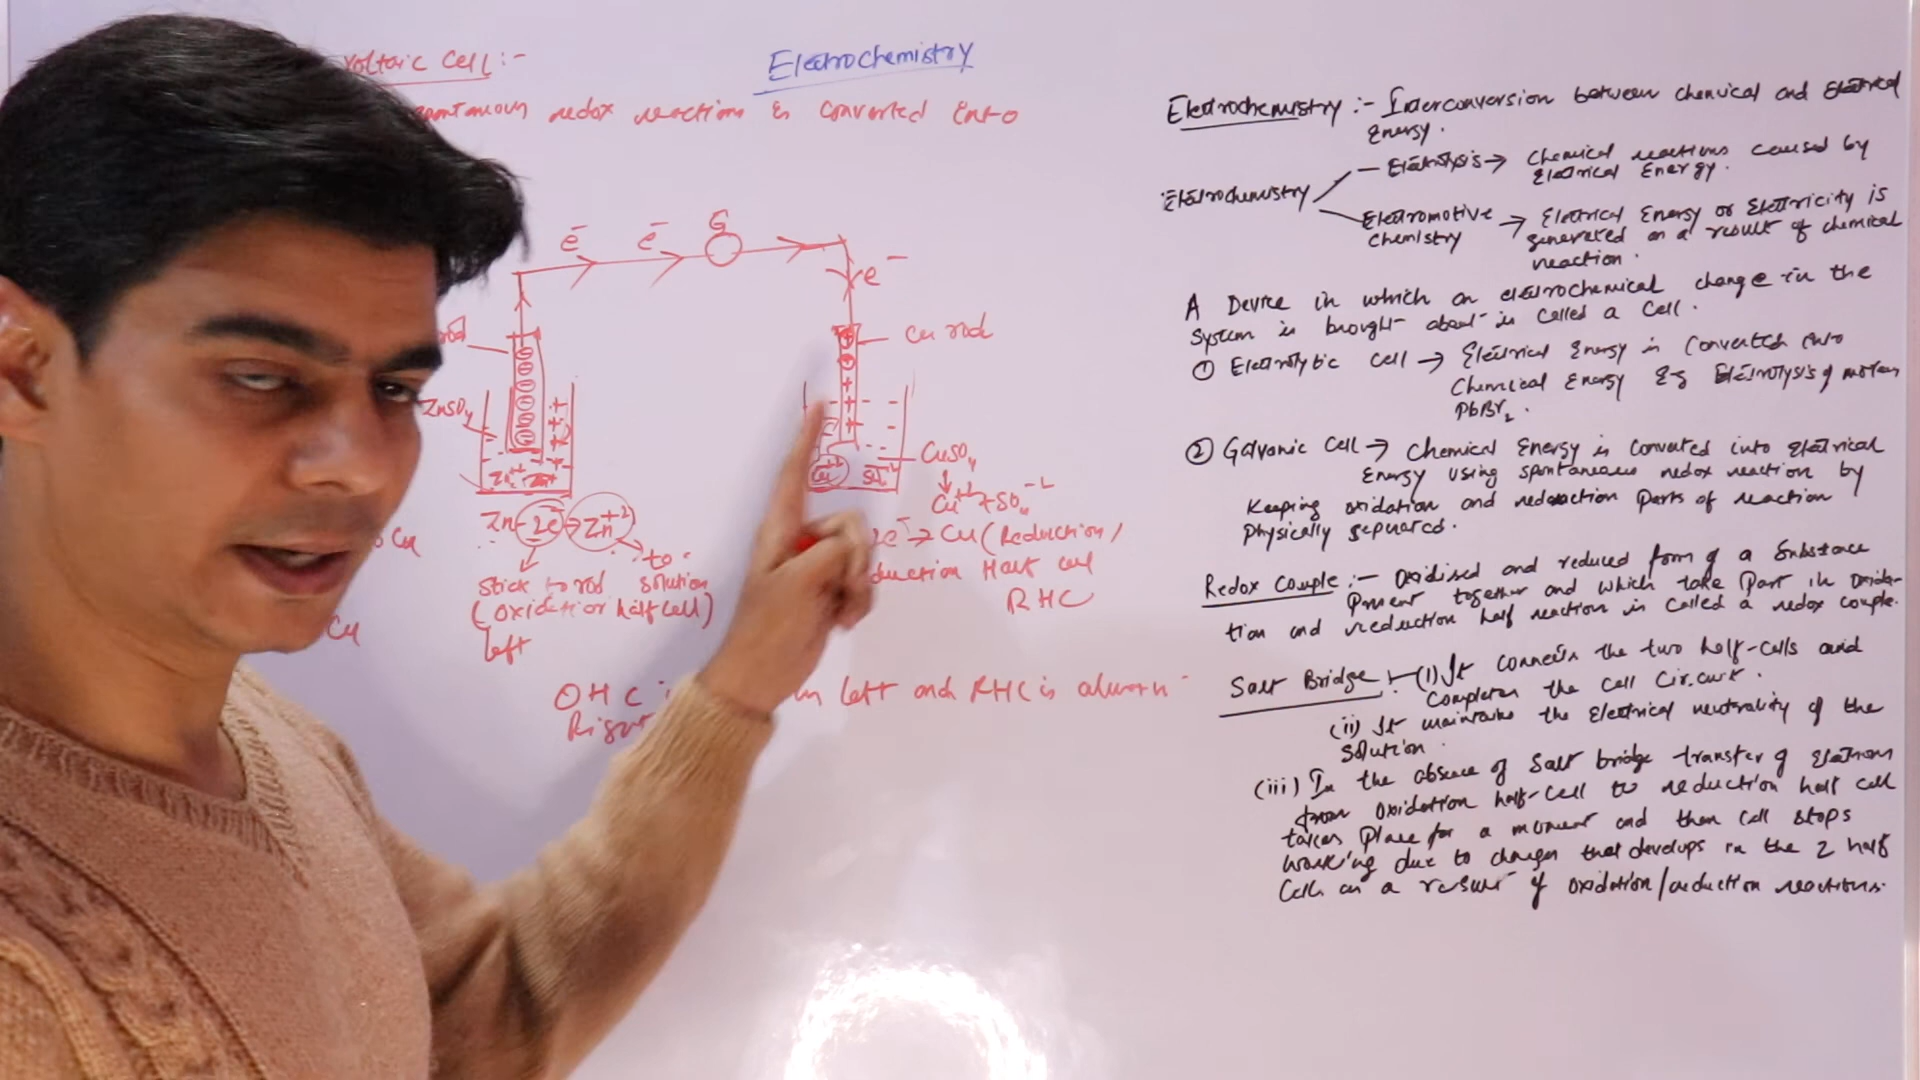 voltaic Cell :-
Electrochemistry
spontaneous redox reactions is converted into
e⁻ e⁻ G
e⁻
rod
Cu rod
ZnSO₄
CuSO₄
Cu⁺² + SO₄⁻²
Zn - 2e⁻ → Zn⁺²
Cu
2e⁻ → Cu (Reduction/
to
stick to rod solution
duction Half cell
(oxidation half cell)
RHC
Cu
left
OHC in left and RHC is always
Right
Electrochemistry :- Interconversion between chemical and Electrical
Energy.
Electrochemistry
Electrolysis → Chemical reactions caused by
Electrical Energy.
Electromotive → Electrical Energy or Electricity is
chemistry generated as a result of chemical
reaction.
A Device in which an electrochemical change in the
system is brought about is called a Cell.
① Electrolytic Cell → Electrical Energy is Converted into
Chemical Energy Eg Electrolysis of molten
PbBr₂.
② Galvanic Cell → Chemical Energy is Converted into Electrical
Energy using spontaneous redox reaction by
Keeping oxidation and reduction Parts of reaction
Physically separated.
Redox Couple :- Oxidised and reduced form of a Substance
Present together and which take Part in oxida-
tion and reduction half reaction is called a redox couple.
Salt Bridge :- (i) It connects the two half-cells and
Completes the Cell Circuit.
(ii) It maintains the Electrical neutrality of the
Solution.
(iii) In the absence of Salt bridge transfer of Electrons
from Oxidation half-cell to reduction half cell
takes Place for a moment and then Cell stops
working due to charges that develops in the 2 half
Cells as a result of oxidation/reduction reactions.